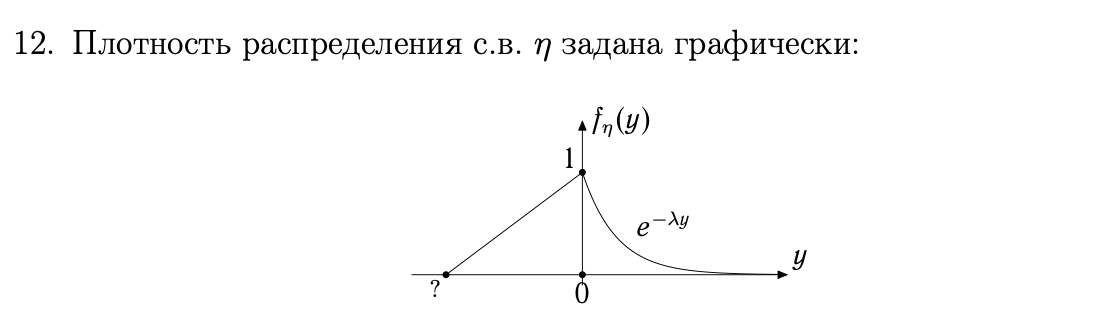 12. Плотность распределения с.в. η задана графически:
f_η(y)
1
e^{−λy}
y
?
0